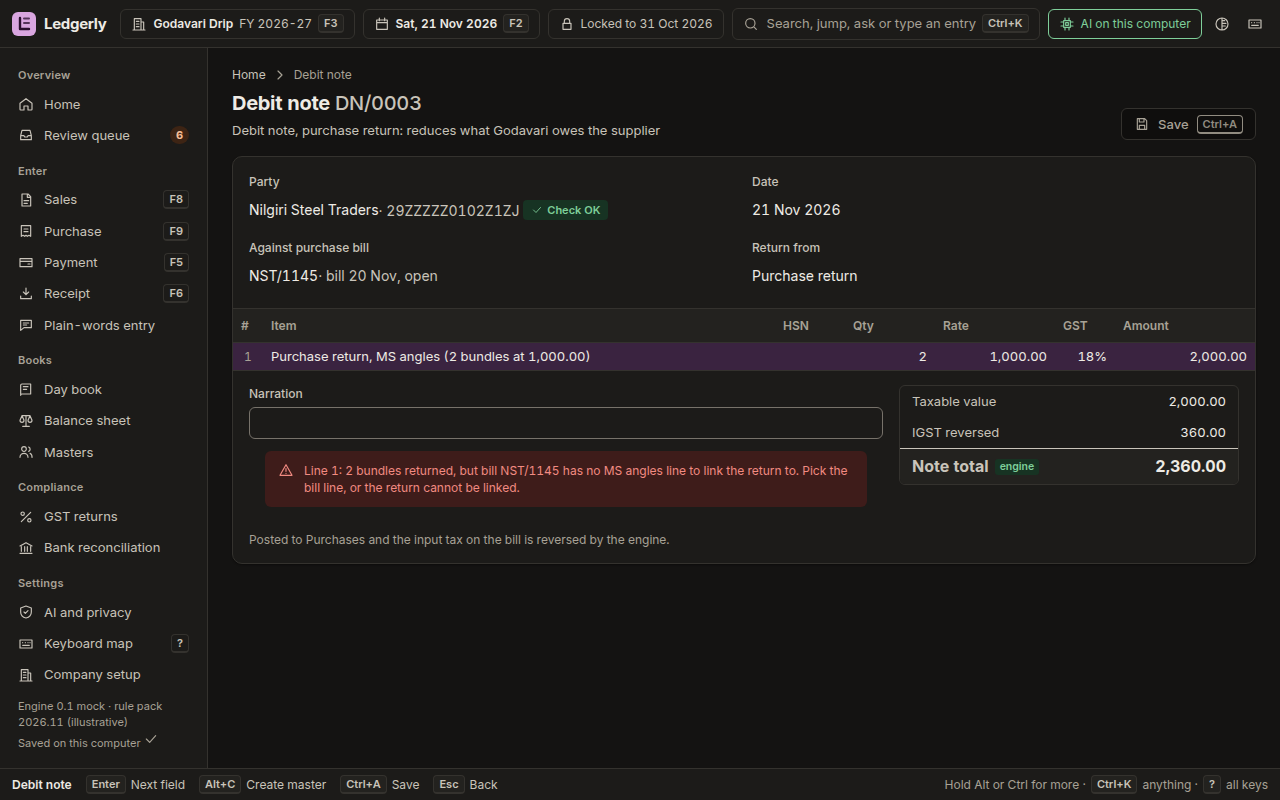 Ledgerly
Godavari Drip FY 2026-27 F3
Sat, 21 Nov 2026 F2
Locked to 31 Oct 2026
Search, jump, ask or type an entry Ctrl+K
AI on this computer
Overview
Home
Review queue 6
Enter
Sales F8
Purchase F9
Payment F5
Receipt F6
Plain-words entry
Books
Day book
Balance sheet
Masters
Compliance
GST returns
Bank reconciliation
Settings
AI and privacy
Keyboard map ?
Company setup
Engine 0.1 mock · rule pack
2026.11 (illustrative)
Saved on this computer
Home > Debit note
Debit note DN/0003
Debit note, purchase return: reduces what Godavari owes the supplier
Save Ctrl+A
Party
Nilgiri Steel Traders · 29ZZZZZ0102Z1ZJ Check OK
Date
21 Nov 2026
Against purchase bill
NST/1145 · bill 20 Nov, open
Return from
Purchase return
# Item HSN Qty Rate GST Amount
1 Purchase return, MS angles (2 bundles at 1,000.00) 2 1,000.00 18% 2,000.00
Narration
Line 1: 2 bundles returned, but bill NST/1145 has no MS angles line to link the return to. Pick the
bill line, or the return cannot be linked.
Taxable value 2,000.00
IGST reversed 360.00
Note total engine 2,360.00
Posted to Purchases and the input tax on the bill is reversed by the engine.
Debit note Enter Next field Alt+C Create master Ctrl+A Save Esc Back
Hold Alt or Ctrl for more · Ctrl+K anything · ? all keys